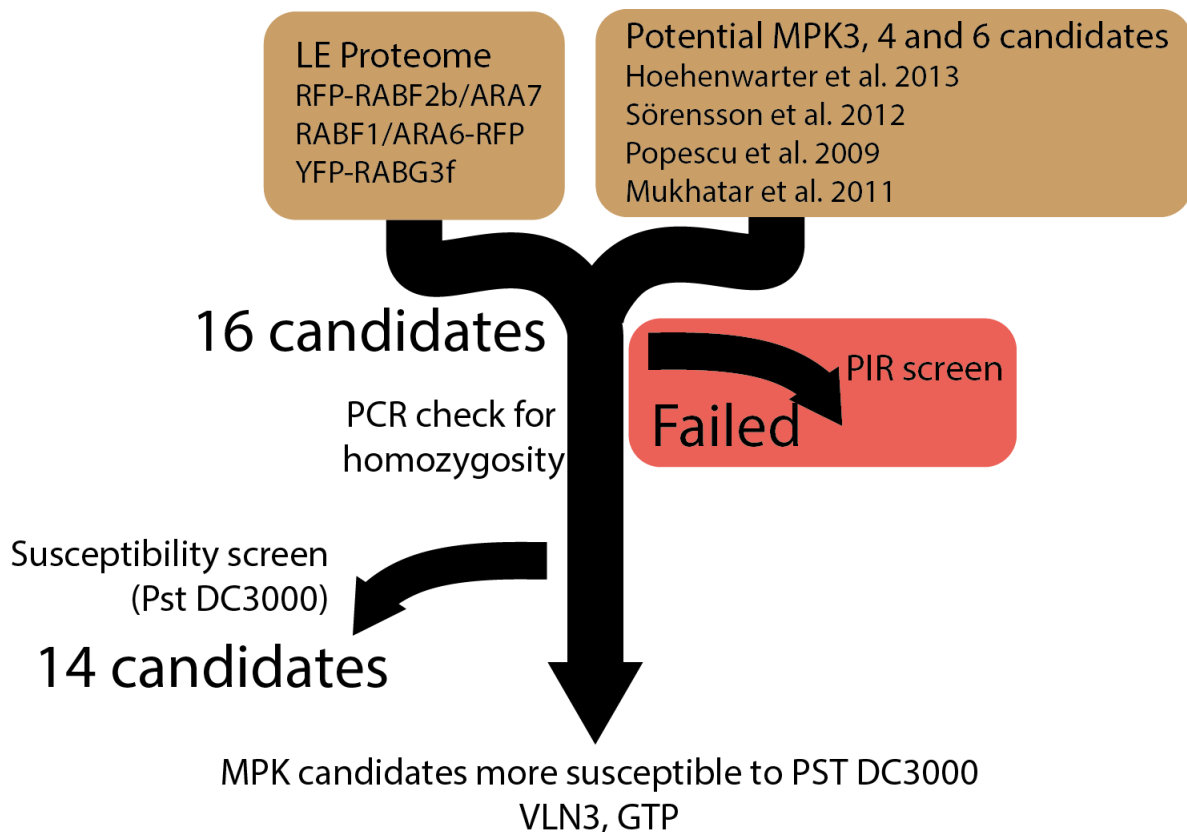 LE Proteome
RFP-RABF2b/ARA7
RABF1/ARA6-RFP
YFP-RABG3f
Potential MPK3, 4 and 6 candidates
Hoehenwarter et al. 2013
Sörensson et al. 2012
Popescu et al. 2009
Mukhatar et al. 2011
16 candidates
PIR screen
Failed
PCR check for
homozygosity
Susceptibility screen
(Pst DC3000)
14 candidates
MPK candidates more susceptible to PST DC3000
VLN3, GTP